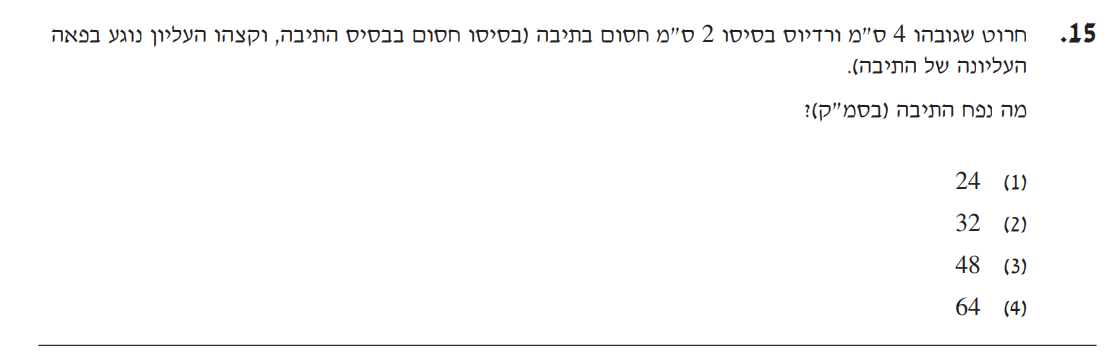 15. חרוט שגובהו 4 ס"מ ורדיוס בסיסו 2 ס"מ חסום בתיבה (בסיסו חסום בבסיס התיבה, וקצהו העליון נוגע בפאה
העליונה של התיבה).
מה נפח התיבה (בסמ"ק)?
(1) 24
(2) 32
(3) 48
(4) 64